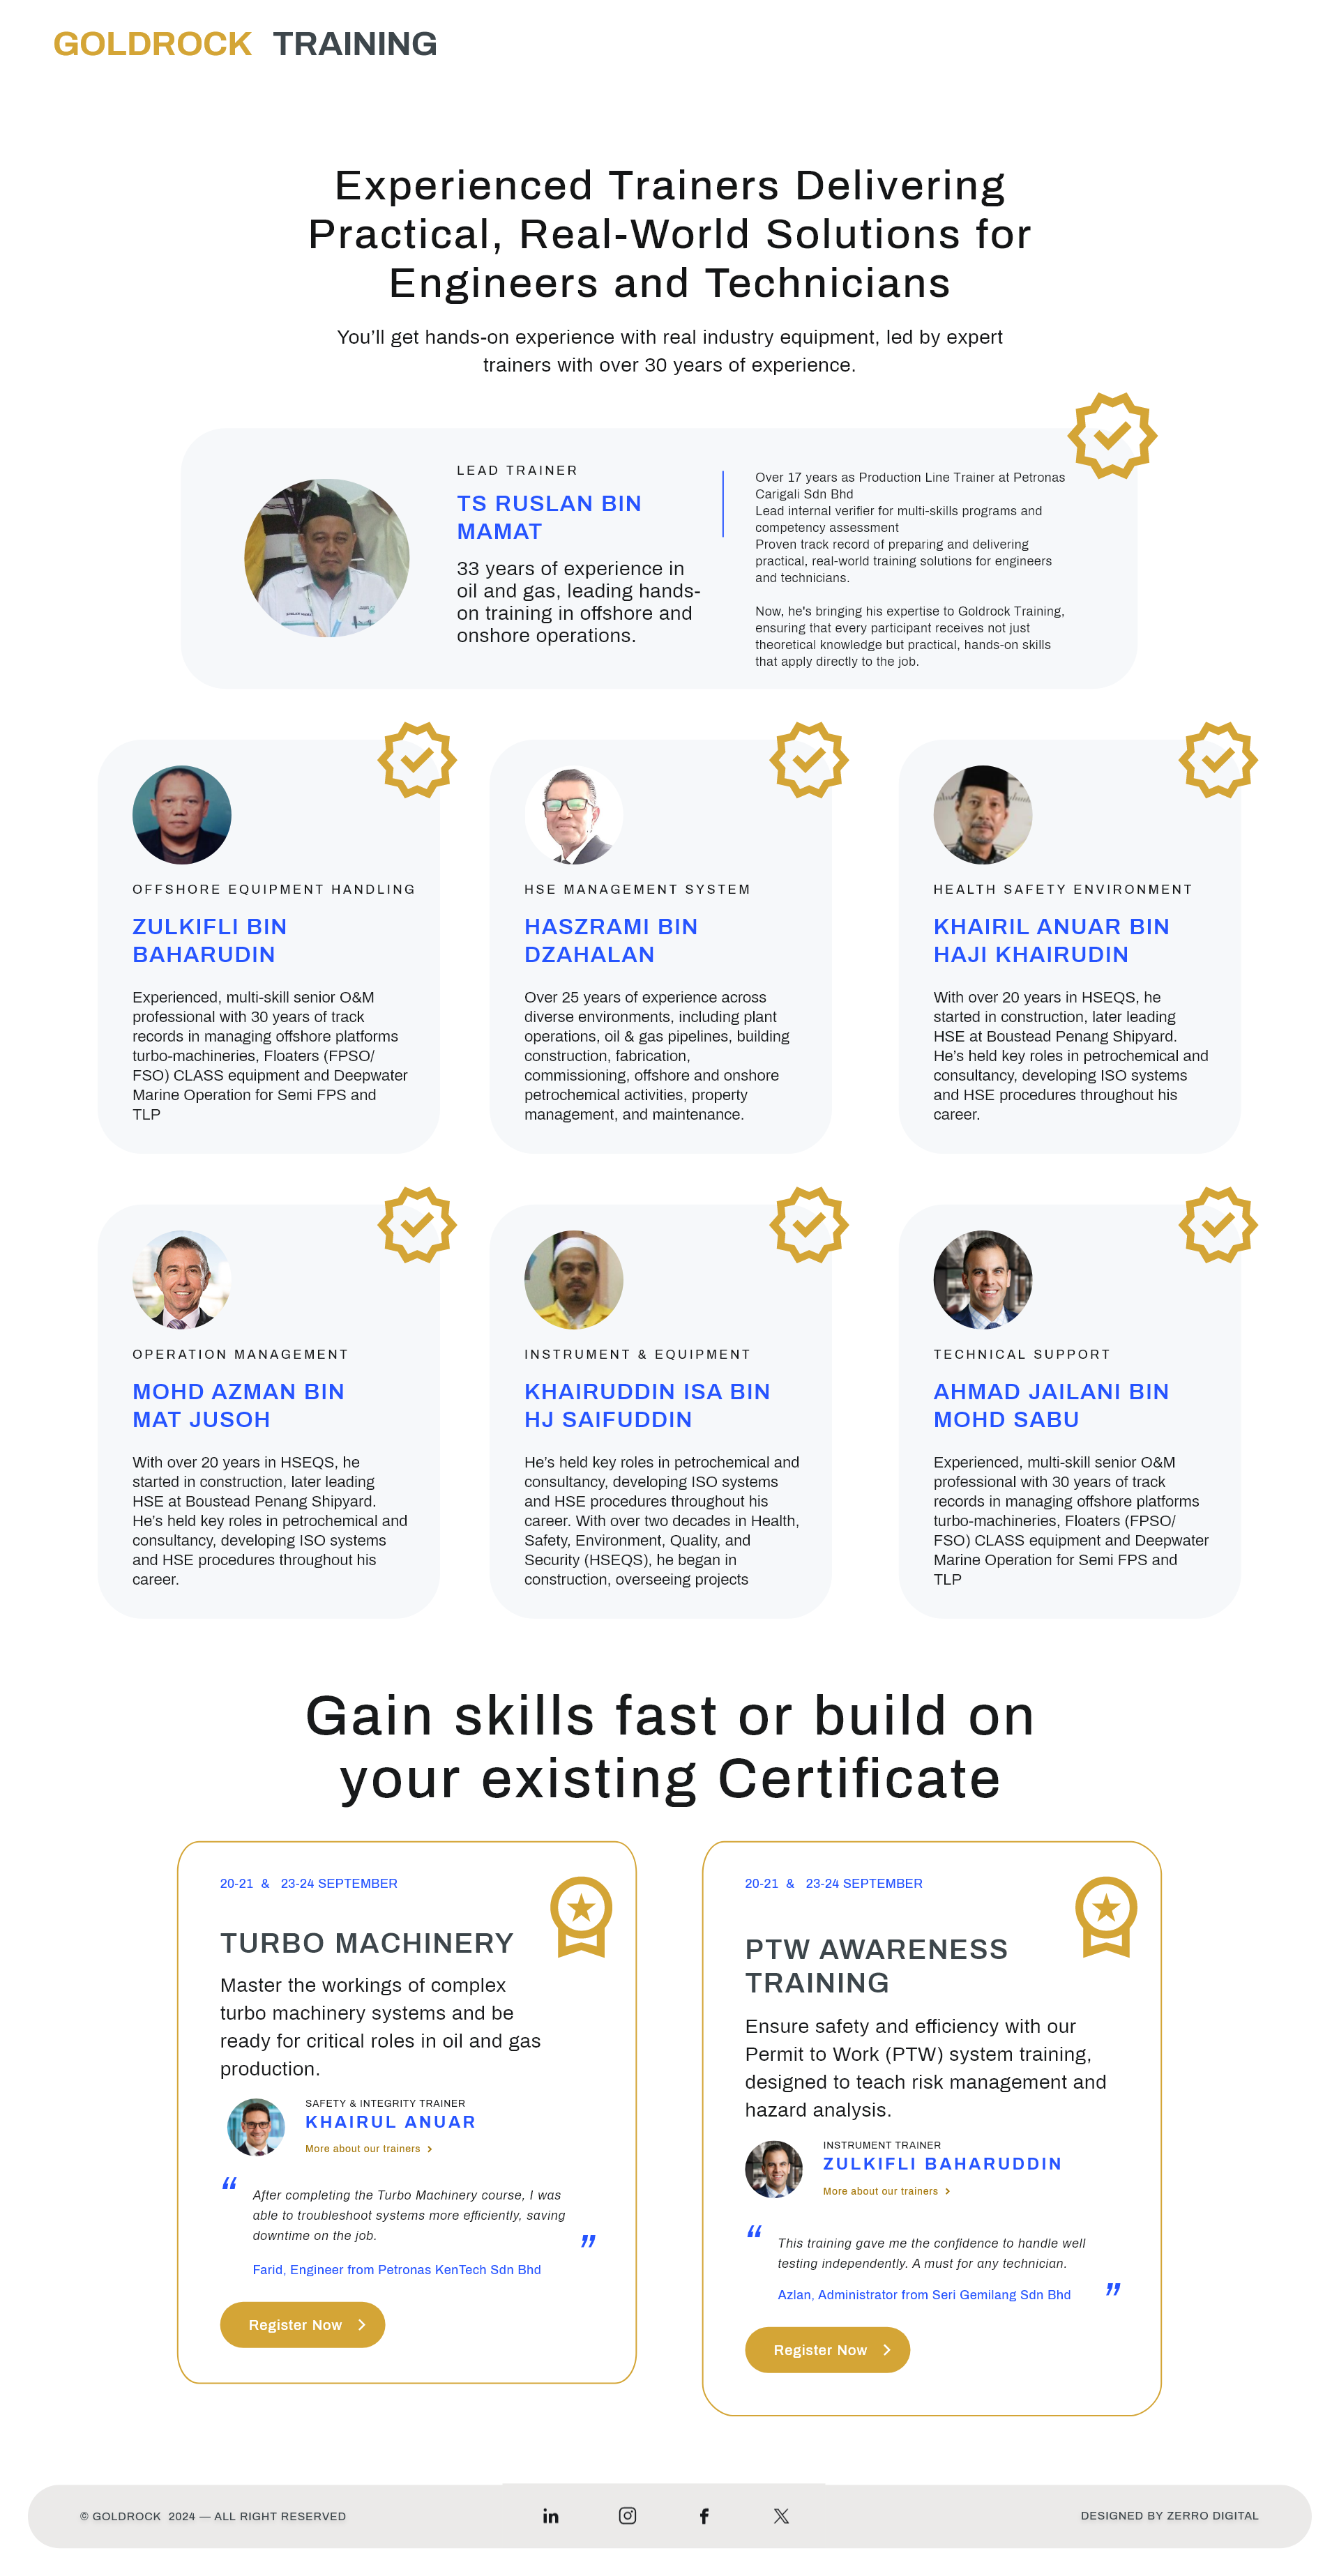 GOLDROCK TRAINING
Experienced Trainers Delivering
Practical, Real-World Solutions for
Engineers and Technicians
You’ll get hands-on experience with real industry equipment, led by expert
trainers with over 30 years of experience.
LEAD TRAINER
TS RUSLAN BIN
MAMAT
33 years of experience in
oil and gas, leading hands-
on training in offshore and
onshore operations.
Over 17 years as Production Line Trainer at Petronas
Carigali Sdn Bhd
Lead internal verifier for multi-skills programs and
competency assessment
Proven track record of preparing and delivering
practical, real-world training solutions for engineers
and technicians.
Now, he's bringing his expertise to Goldrock Training,
ensuring that every participant receives not just
theoretical knowledge but practical, hands-on skills
that apply directly to the job.
OFFSHORE EQUIPMENT HANDLING
ZULKIFLI BIN
BAHARUDIN
Experienced, multi-skill senior O&M
professional with 30 years of track
records in managing offshore platforms
turbo-machineries, Floaters (FPSO/
FSO) CLASS equipment and Deepwater
Marine Operation for Semi FPS and
TLP
HSE MANAGEMENT SYSTEM
HASZRAMI BIN
DZAHALAN
Over 25 years of experience across
diverse environments, including plant
operations, oil & gas pipelines, building
construction, fabrication,
commissioning, offshore and onshore
petrochemical activities, property
management, and maintenance.
HEALTH SAFETY ENVIRONMENT
KHAIRIL ANUAR BIN
HAJI KHAIRUDIN
With over 20 years in HSEQS, he
started in construction, later leading
HSE at Boustead Penang Shipyard.
He’s held key roles in petrochemical and
consultancy, developing ISO systems
and HSE procedures throughout his
career.
OPERATION MANAGEMENT
MOHD AZMAN BIN
MAT JUSOH
With over 20 years in HSEQS, he
started in construction, later leading
HSE at Boustead Penang Shipyard.
He’s held key roles in petrochemical and
consultancy, developing ISO systems
and HSE procedures throughout his
career.
INSTRUMENT & EQUIPMENT
KHAIRUDDIN ISA BIN
HJ SAIFUDDIN
He’s held key roles in petrochemical and
consultancy, developing ISO systems
and HSE procedures throughout his
career. With over two decades in Health,
Safety, Environment, Quality, and
Security (HSEQS), he began in
construction, overseeing projects
TECHNICAL SUPPORT
AHMAD JAILANI BIN
MOHD SABU
Experienced, multi-skill senior O&M
professional with 30 years of track
records in managing offshore platforms
turbo-machineries, Floaters (FPSO/
FSO) CLASS equipment and Deepwater
Marine Operation for Semi FPS and
TLP
Gain skills fast or build on
your existing Certificate
20-21 & 23-24 SEPTEMBER
TURBO MACHINERY
Master the workings of complex
turbo machinery systems and be
ready for critical roles in oil and gas
production.
SAFETY & INTEGRITY TRAINER
KHAIRUL ANUAR
More about our trainers
“
After completing the Turbo Machinery course, I was
able to troubleshoot systems more efficiently, saving
downtime on the job.
”
Farid, Engineer from Petronas KenTech Sdn Bhd
Register Now
20-21 & 23-24 SEPTEMBER
PTW AWARENESS
TRAINING
Ensure safety and efficiency with our
Permit to Work (PTW) system training,
designed to teach risk management and
hazard analysis.
INSTRUMENT TRAINER
ZULKIFLI BAHARUDDIN
More about our trainers
“
This training gave me the confidence to handle well
testing independently. A must for any technician.
Azlan, Administrator from Seri Gemilang Sdn Bhd
”
Register Now
© GOLDROCK 2024 — ALL RIGHT RESERVED
DESIGNED BY ZERRO DIGITAL